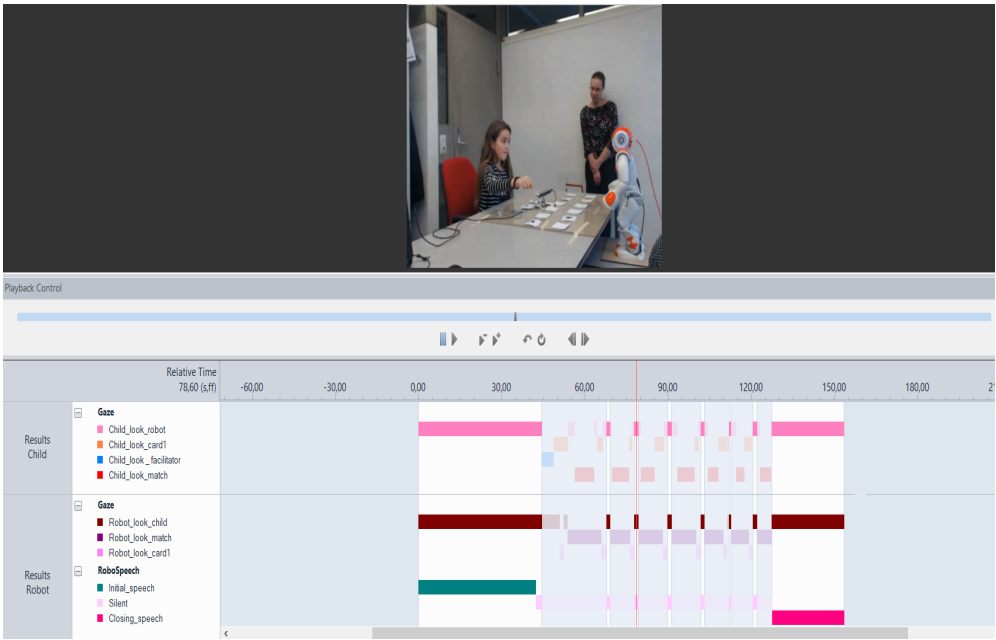 Playback Control
Relative Time
78,60 (s,ff)
-60,00 -30,00 0,00 30,00 60,00 90,00 120,00 150,00 180,00
Results
Child
Gaze
Child_look_robot
Child_look_card1
Child_look _ facilitator
Child_look_match
Results
Robot
Gaze
Robot_look_child
Robot_look_match
Robot_look_card1
RoboSpeech
Initial_speech
Silent
Closing_speech